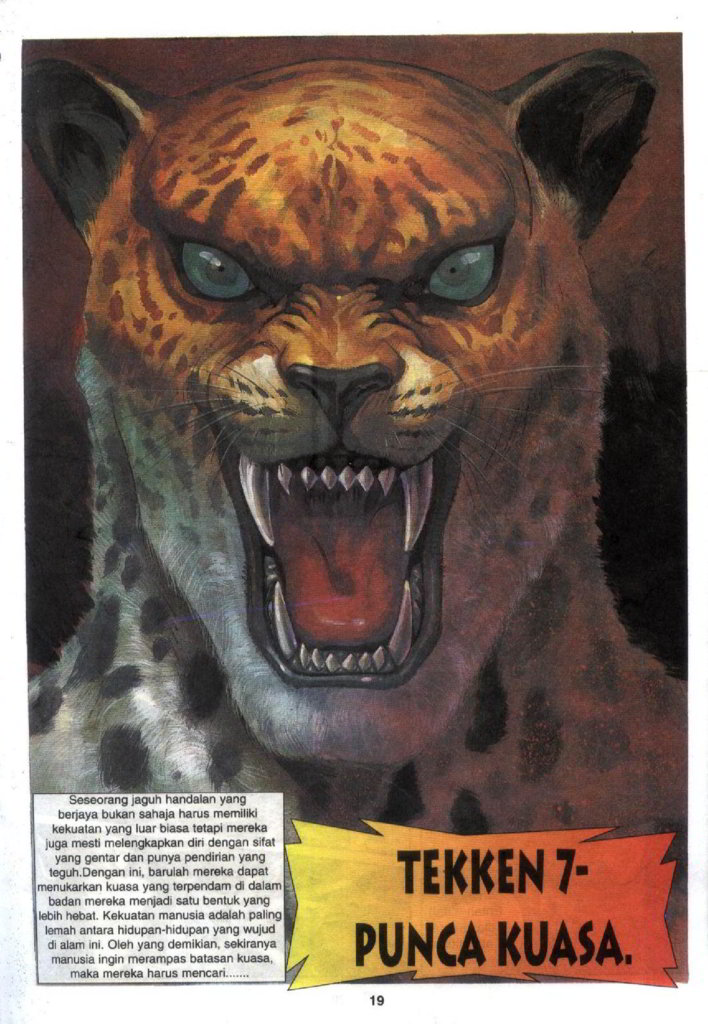 Seseorang jaguh handalan yang
berjaya bukan sahaja harus memiliki
kekuatan yang luar biasa tetapi mereka
juga mesti melengkapkan diri dengan sifat
yang gentar dan punya pendirian yang
teguh.Dengan ini, barulah mereka dapat
menukarkan kuasa yang terpendam di dalam
badan mereka menjadi satu bentuk yang
lebih hebat. Kekuatan manusia adalah paling
lemah antara hidupan-hidupan yang wujud
di alam ini. Oleh yang demikian, sekiranya
manusia ingin merampas batasan kuasa,
maka mereka harus mencari.......
TEKKEN 7-
PUNCA KUASA.
19